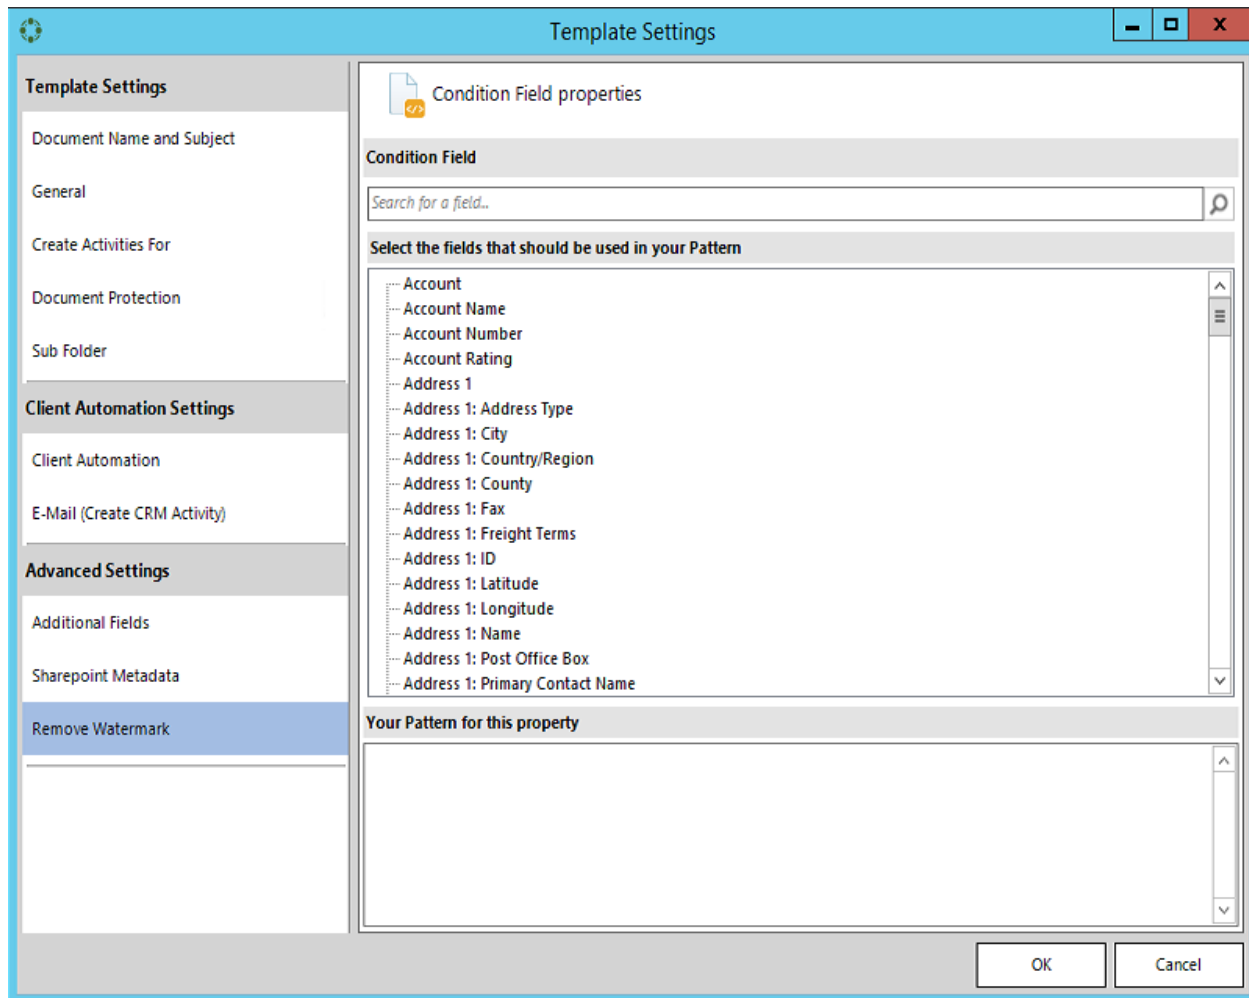 Template Settings
Template Settings
Document Name and Subject
General
Create Activities For
Document Protection
Sub Folder
Client Automation Settings
Client Automation
E-Mail (Create CRM Activity)
Advanced Settings
Additional Fields
Sharepoint Metadata
Remove Watermark
Condition Field properties
Condition Field
Search for a field..
Select the fields that should be used in your Pattern
Account
Account Name
Account Number
Account Rating
Address 1
Address 1: Address Type
Address 1: City
Address 1: Country/Region
Address 1: County
Address 1: Fax
Address 1: Freight Terms
Address 1: ID
Address 1: Latitude
Address 1: Longitude
Address 1: Name
Address 1: Post Office Box
Address 1: Primary Contact Name
Your Pattern for this property
OK
Cancel